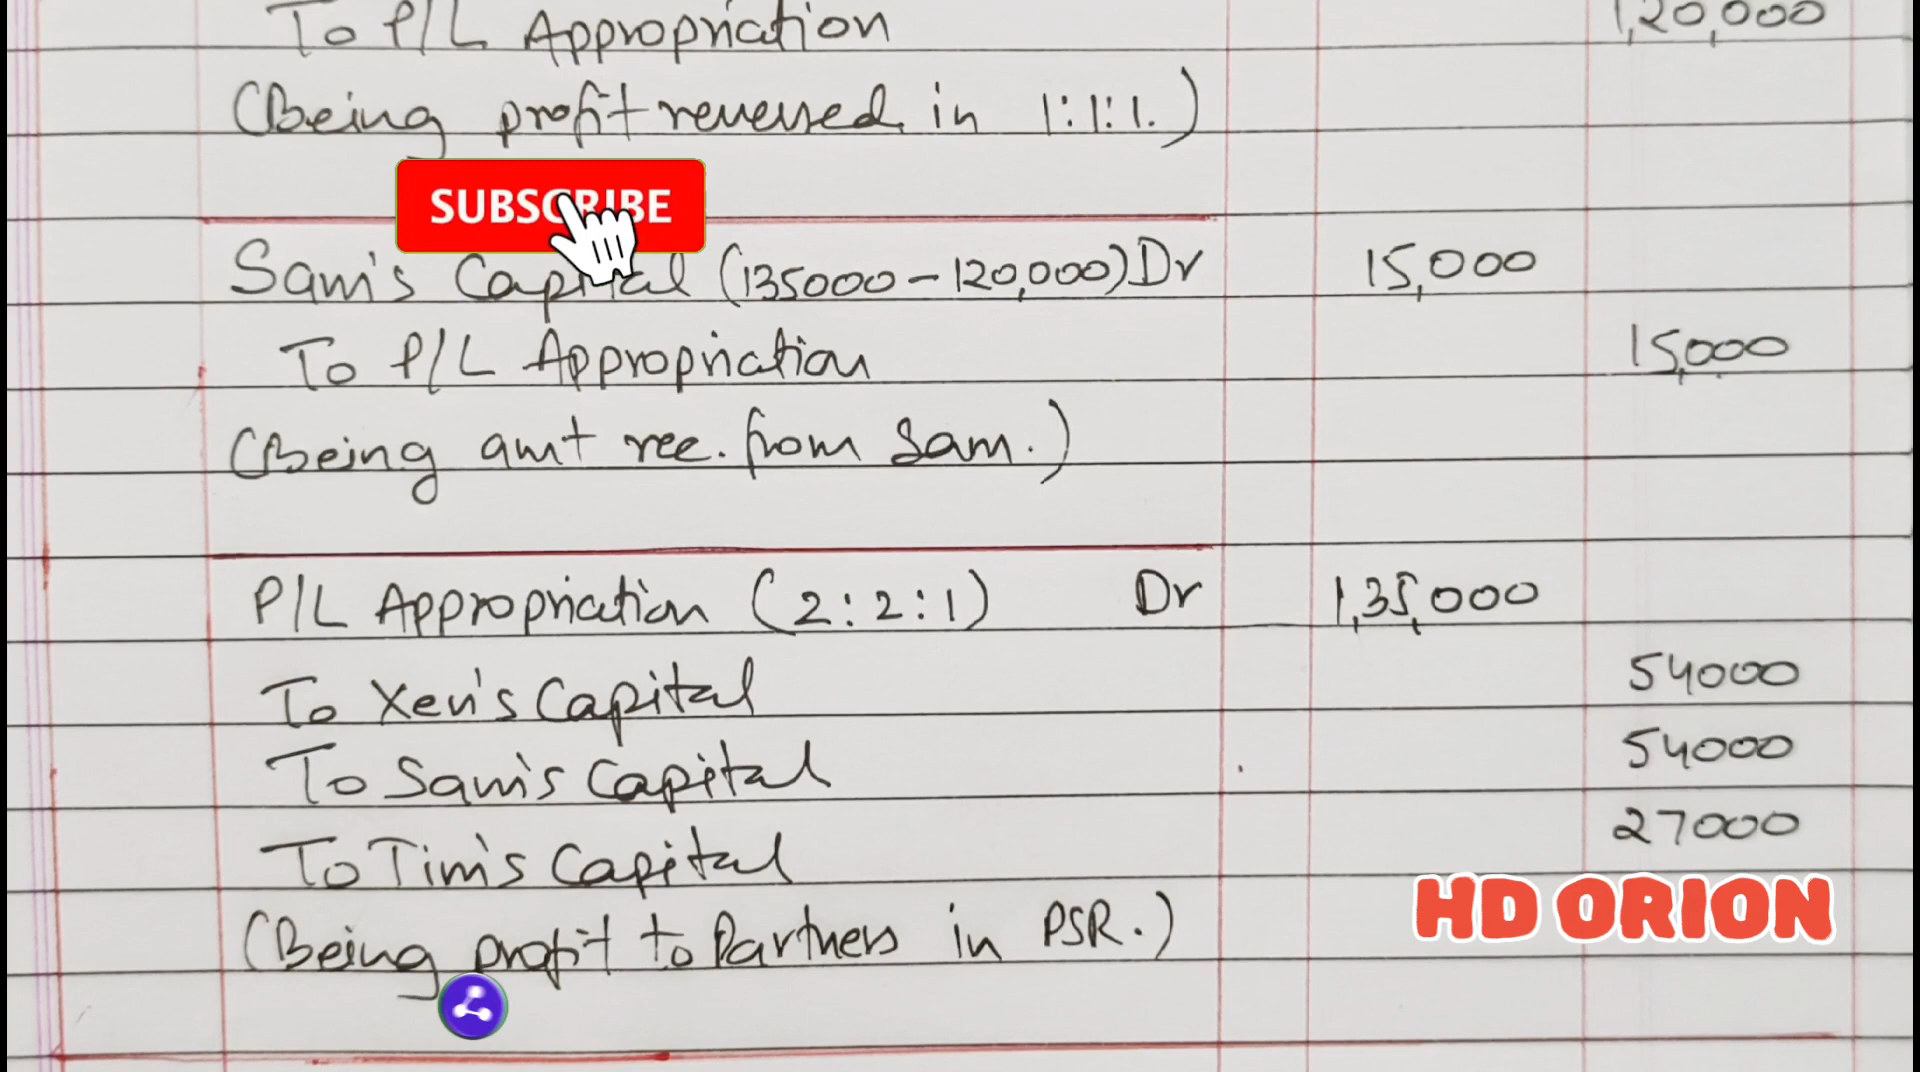 To P/L Appropriation 1,20,000
(Being profit reversed in 1:1:1.)
SUBSCRIBE
Sam's Capital (135000-120,000) Dr 15,000
To P/L Appropriation 15,000
(Being amt rec. from Sam.)
P/L Appropriation (2:2:1) Dr 1,35,000
To Xen's Capital 54000
To Sam's Capital 54000
To Tim's Capital 27000
HD ORION
(Being profit to Partners in PSR.)